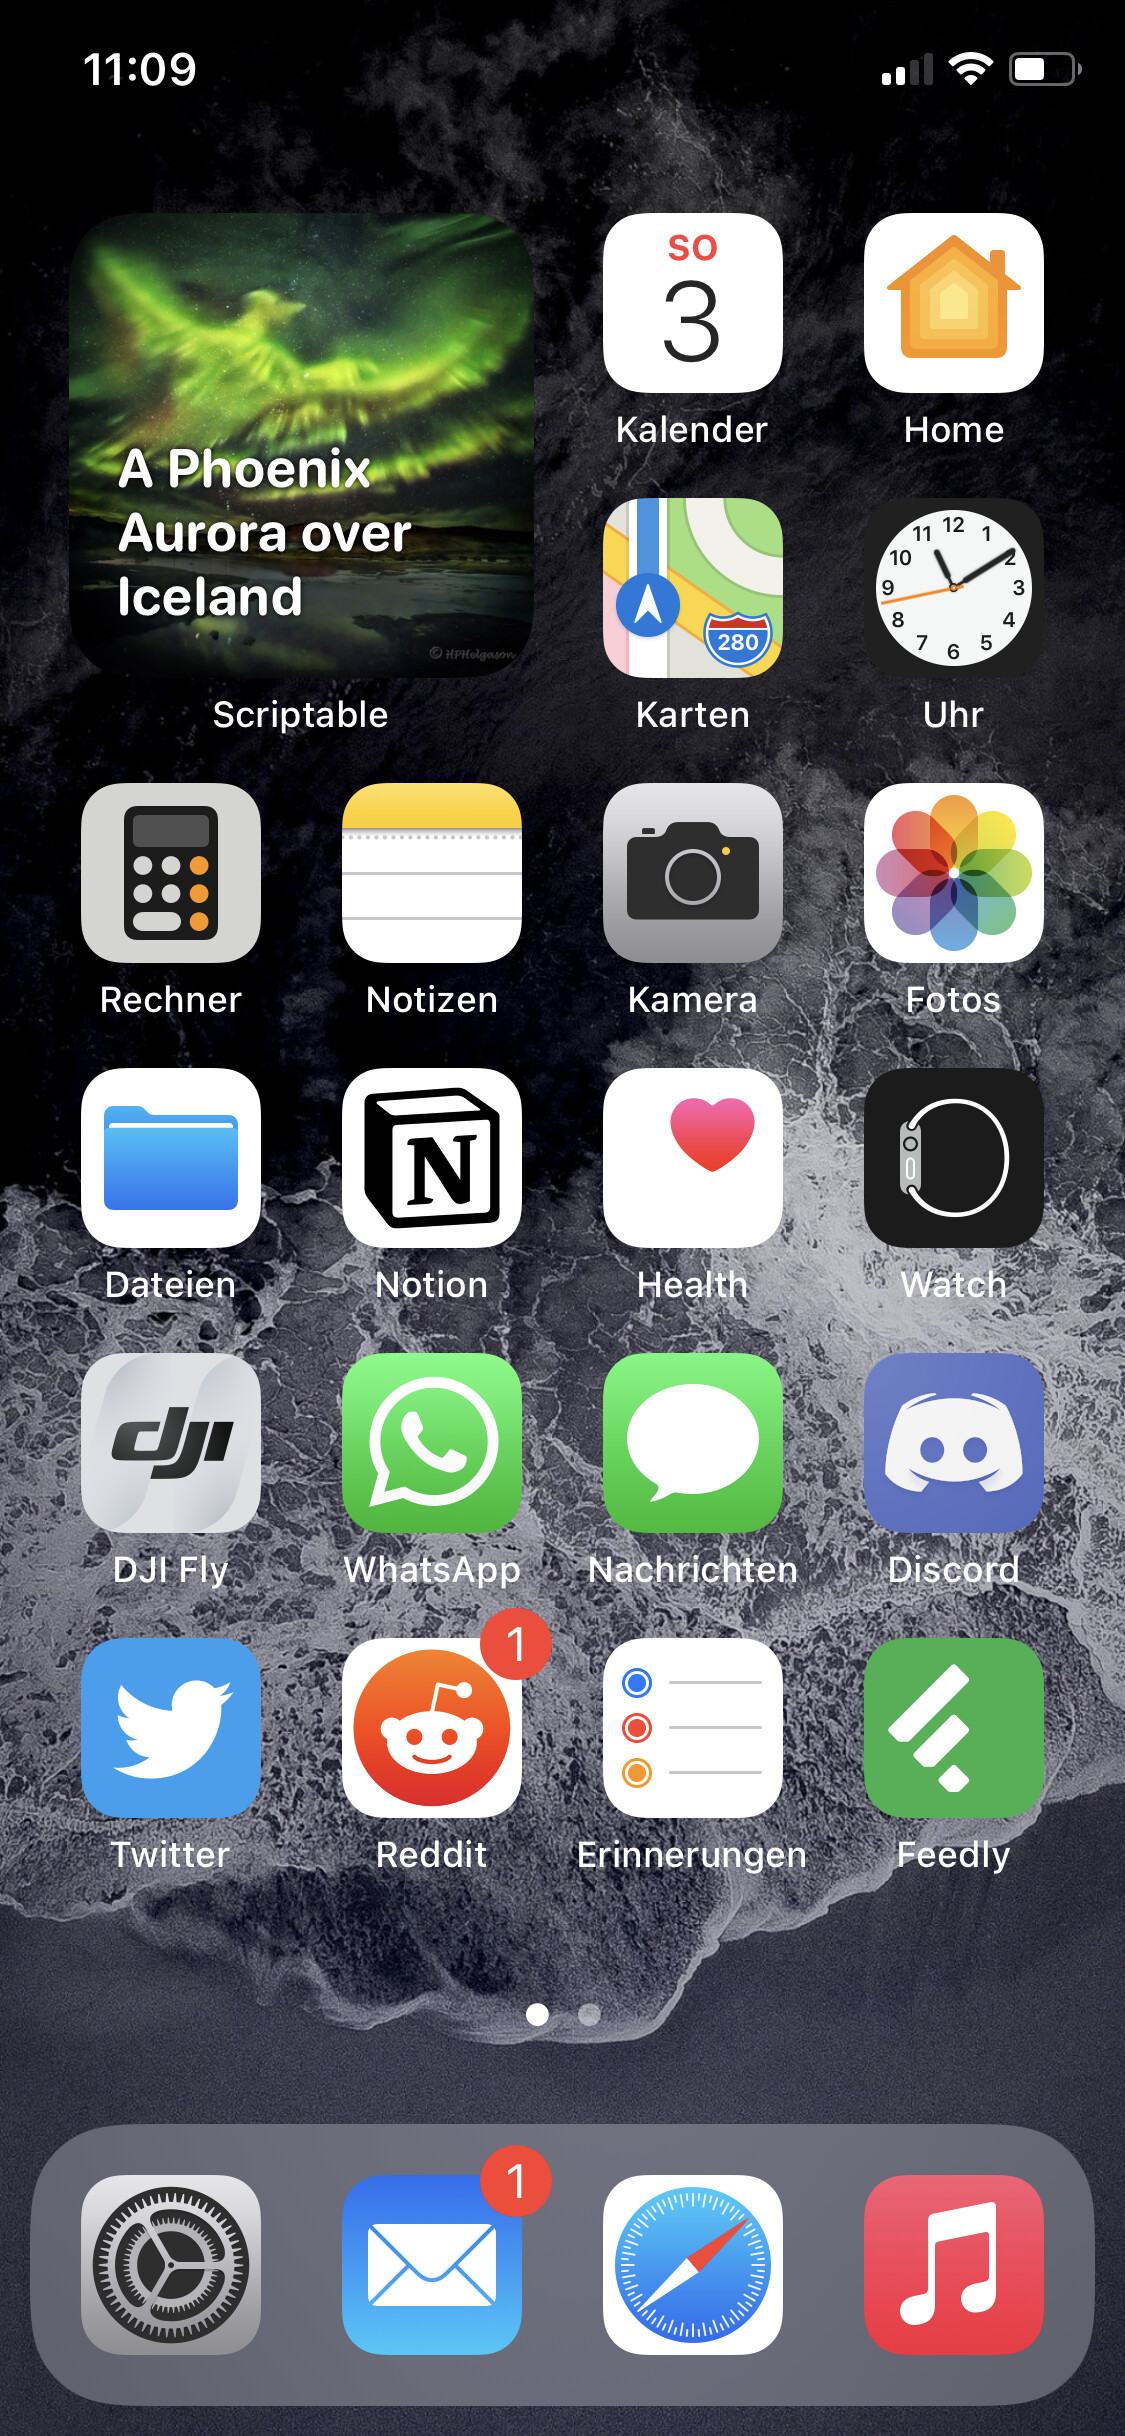 11:09
A Phoenix
Aurora over
Iceland
© HPHelgason
Scriptable
SO
3
Kalender
Home
280
Karten
12
1
2
3
4
5
6
7
8
9
10
11
Uhr
Rechner
Notizen
Kamera
Fotos
Dateien
N
Notion
Health
Watch
dji
DJI Fly
WhatsApp
Nachrichten
Discord
Twitter
1
Reddit
Erinnerungen
Feedly
1